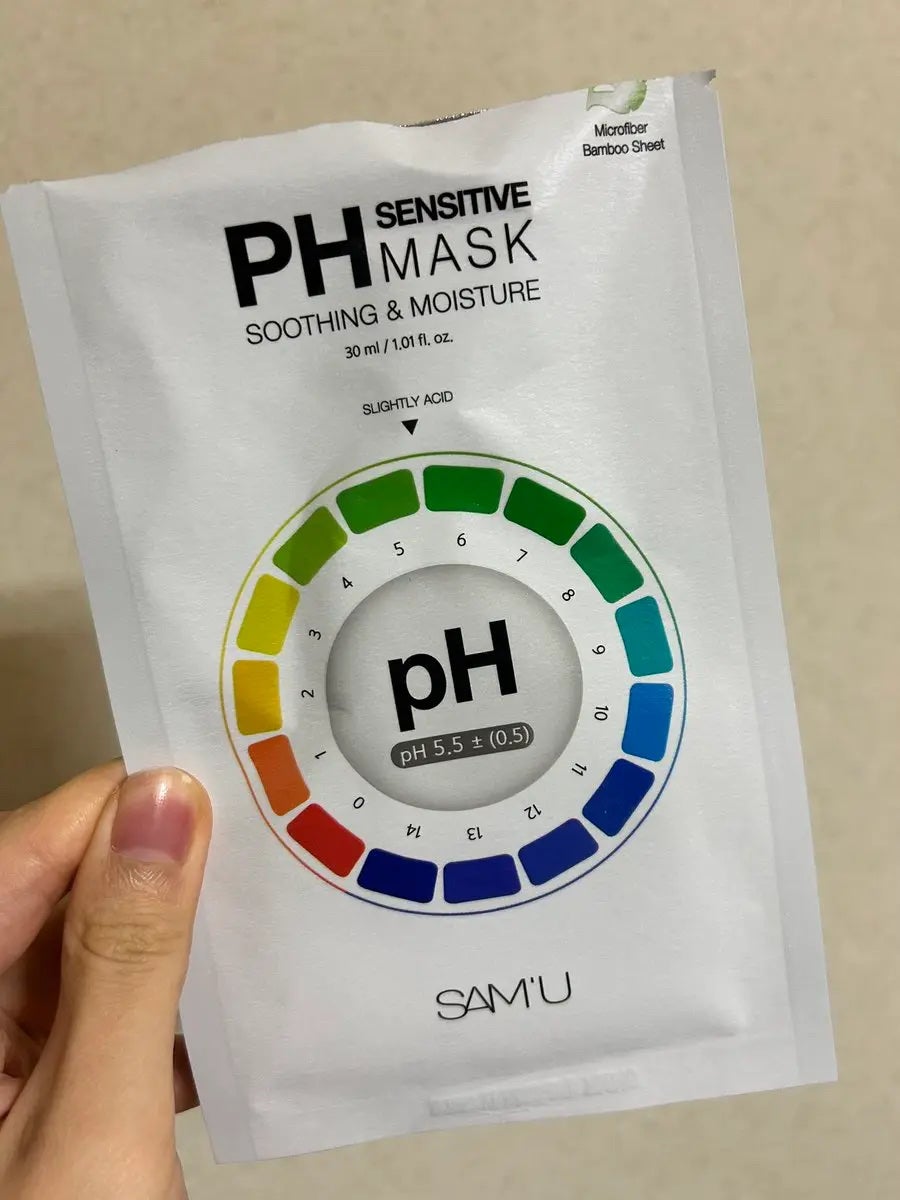 Microfiber
Bamboo Sheet
PH SENSITIVE
MASK
SOOTHING & MOISTURE
30 ml / 1.01 fl. oz.
SLIGHTLY ACID
0
1
2
3
4
5
6
7
8
9
10
11
12
13
14
pH
pH 5.5 ± (0.5)
SAM'U